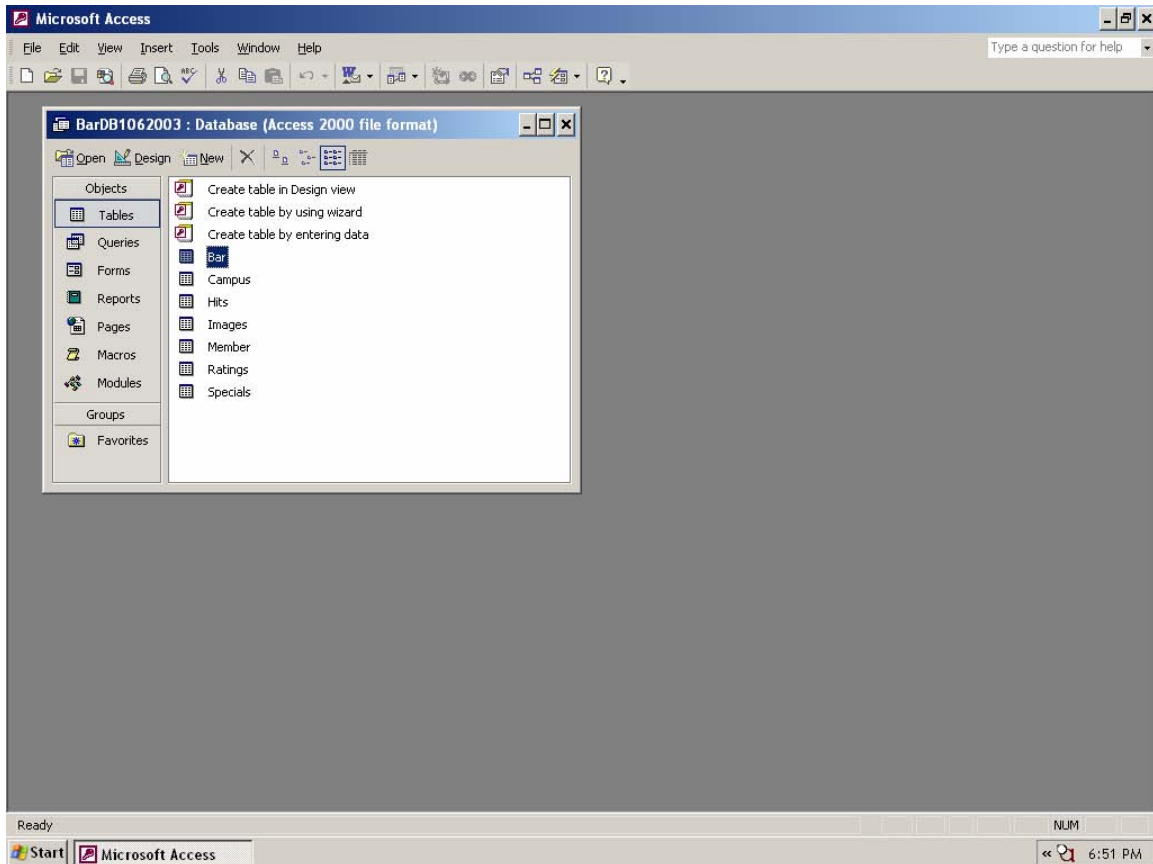 Microsoft Access
File Edit View Insert Tools Window Help
Type a question for help
BarDB1062003 : Database (Access 2000 file format)
Open Design New
Objects
Tables
Queries
Forms
Reports
Pages
Macros
Modules
Groups
Favorites
Create table in Design view
Create table by using wizard
Create table by entering data
Bar
Campus
Hits
Images
Member
Ratings
Specials
Ready NUM
Start Microsoft Access « 6:51 PM